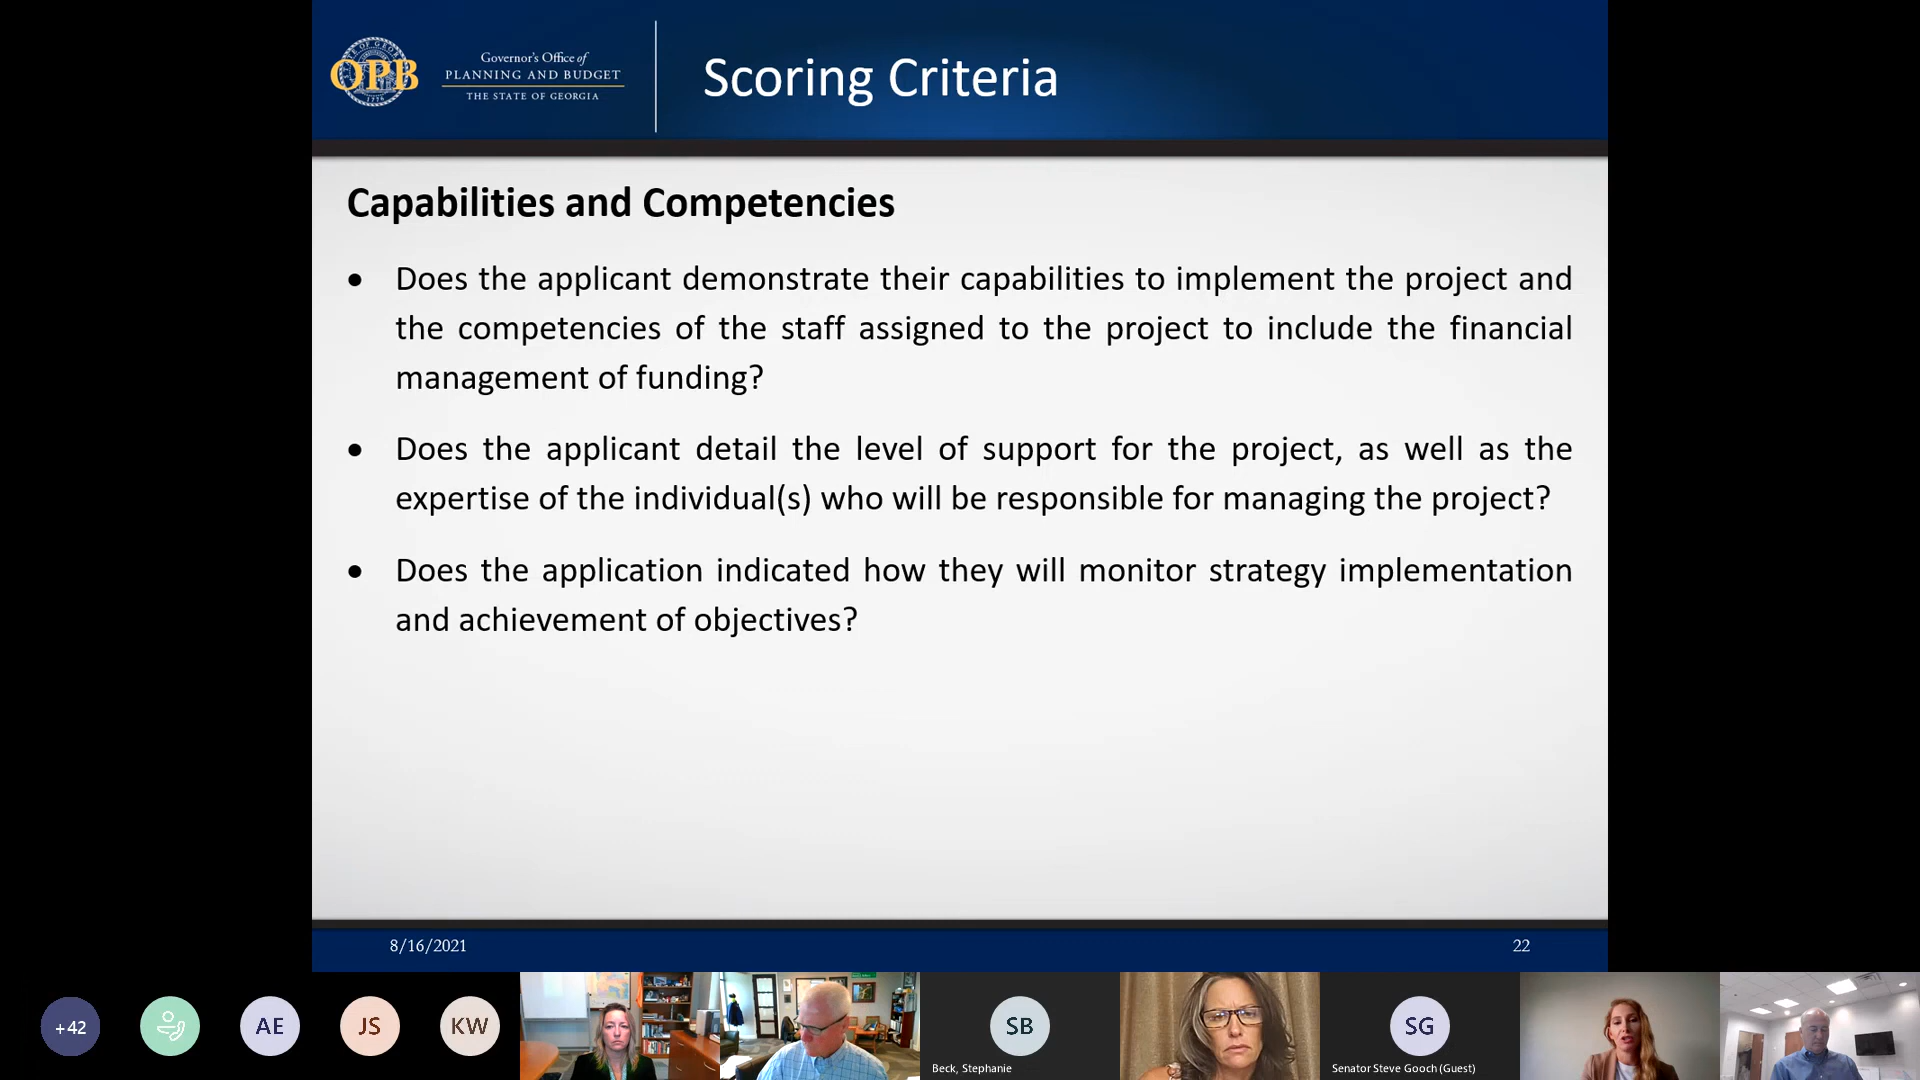 OPB
1776
Governor's Office of
PLANNING AND BUDGET
THE STATE OF GEORGIA
Scoring Criteria
Capabilities and Competencies
• Does the applicant demonstrate their capabilities to implement the project and
the competencies of the staff assigned to the project to include the financial
management of funding?
• Does the applicant detail the level of support for the project, as well as the
expertise of the individual(s) who will be responsible for managing the project?
• Does the application indicated how they will monitor strategy implementation
and achievement of objectives?
8/16/2021
22
+42
AE
JS
KW
SB
Beck, Stephanie
SG
Senator Steve Gooch (Guest)